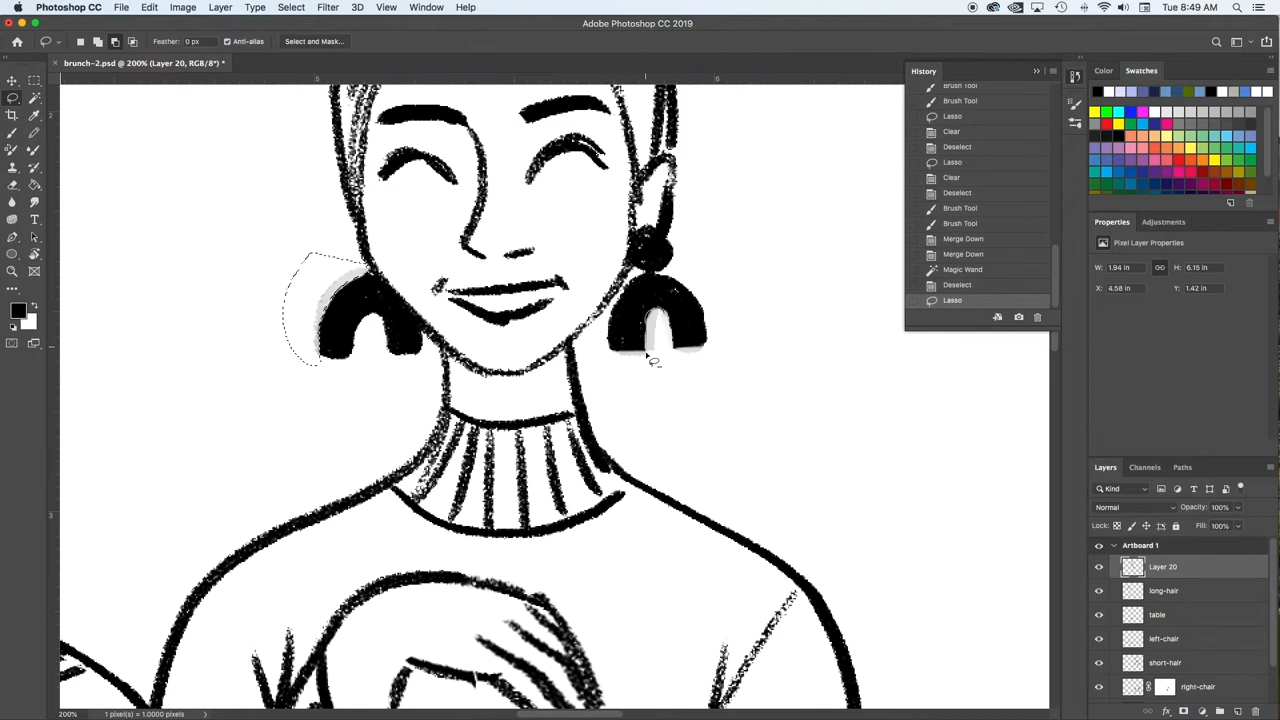 Photoshop CC File Edit Image Layer Type Select Filter 3D View Window Help
Tue 8:49 AM
Adobe Photoshop CC 2019
Feather: 0 px Anti-alias Select and Mask...
brunch-2.psd @ 200% (Layer 20, RGB/8*) *
5 6
2
3
History
Brush Tool
Brush Tool
Lasso
Clear
Deselect
Lasso
Clear
Deselect
Brush Tool
Brush Tool
Merge Down
Merge Down
Magic Wand
Deselect
Lasso
Color Swatches
Properties Adjustments
Pixel Layer Properties
W: 1.94 in H: 6.15 in
X: 4.58 in Y: 1.42 in
Layers Channels Paths
Kind
Normal Opacity: 100%
Lock: Fill: 100%
Artboard 1
Layer 20
long-hair
table
left-chair
short-hair
right-chair
200% 1 pixel(s) = 1.0000 pixels